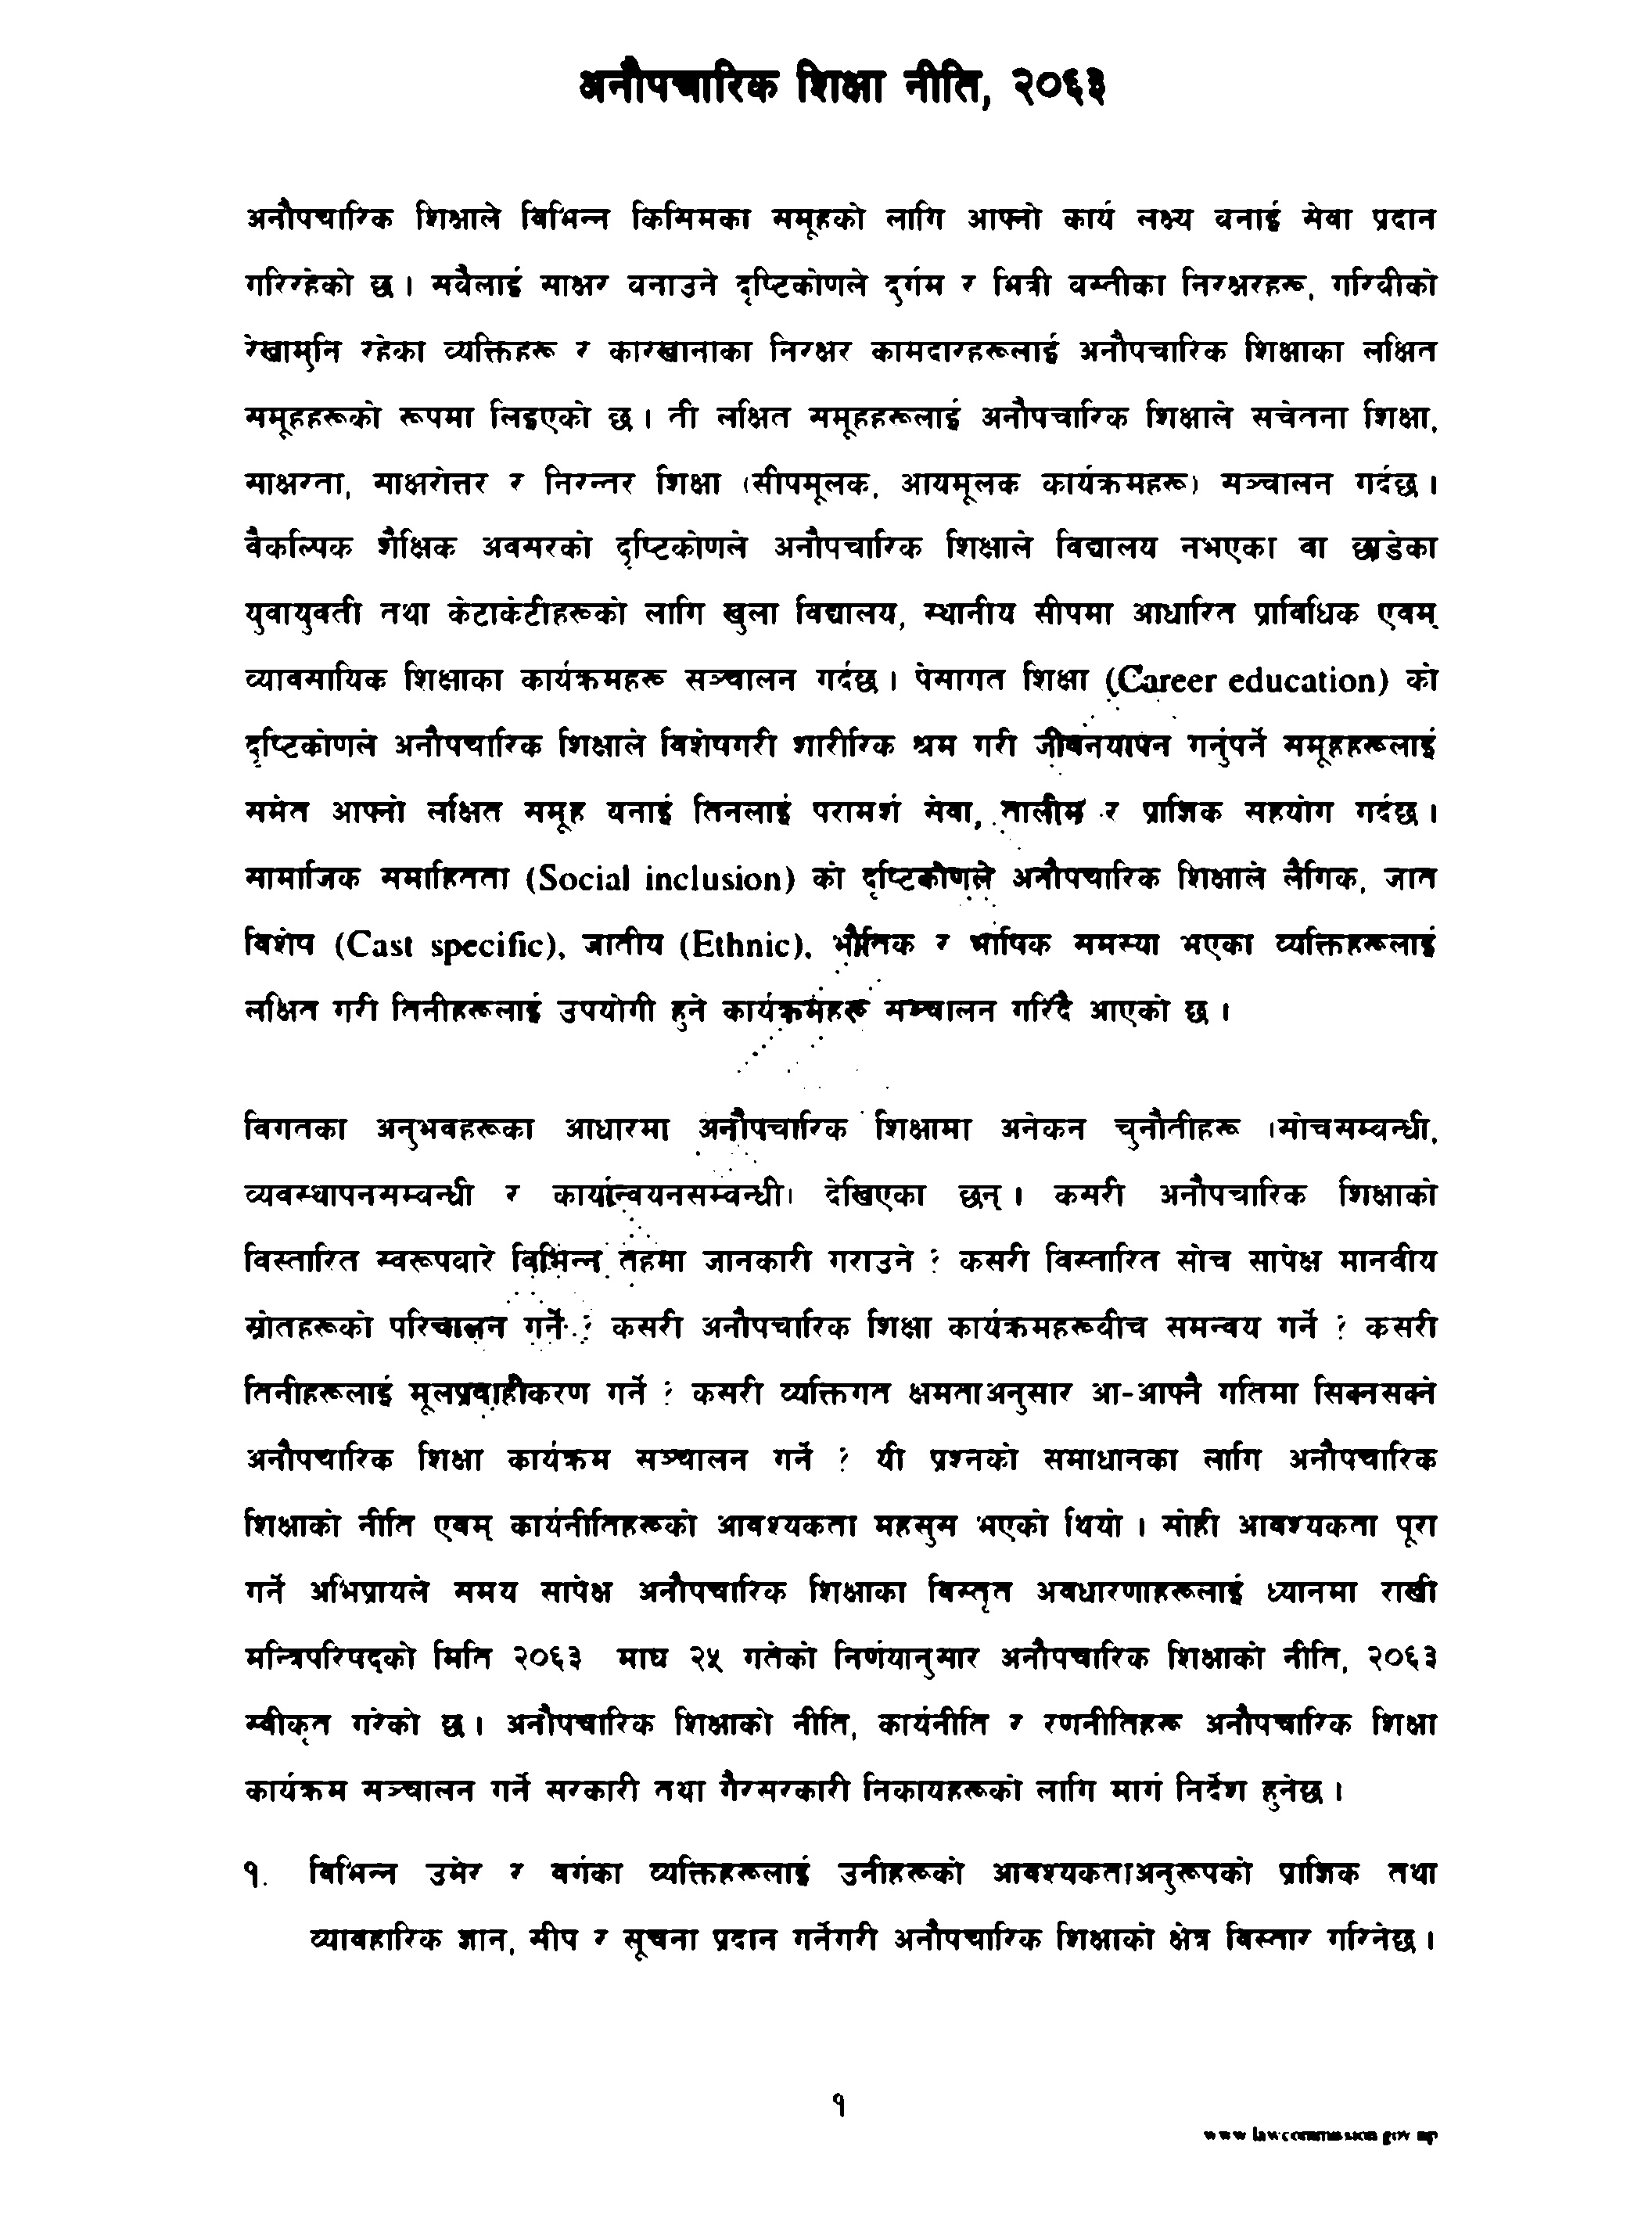 अनौपचारिक शिक्षा नीति, २०६३
अनौपचारिक शिक्षाले विभिन्न किसिमका समूहको लागि आफ्नो कार्य लक्ष्य बनाई सेवा प्रदान
गरिरहेको छ। सबैलाई साक्षर बनाउने दृष्टिकोणले दुर्गम र भित्री बस्तीका निरक्षरहरू, गरिबीको
रेखामुनि रहेका व्यक्तिहरू र कारखानाका निरक्षर कामदारहरूलाई अनौपचारिक शिक्षाका लक्षित
समूहहरूको रूपमा लिइएको छ। ती लक्षित समूहहरूलाई अनौपचारिक शिक्षाले सचेतना शिक्षा,
साक्षरता, साक्षरोत्तर र निरन्तर शिक्षा (सीपमूलक, आयमूलक कार्यक्रमहरू) सञ्चालन गर्दछ।
वैकल्पिक शैक्षिक अवसरको दृष्टिकोणले अनौपचारिक शिक्षाले विद्यालय नभएका वा छाडेका
युवायुवती तथा केटाकेटीहरूको लागि खुला विद्यालय, स्थानीय सीपमा आधारित प्राविधिक एवम्
व्यावसायिक शिक्षाका कार्यक्रमहरू सञ्चालन गर्दछ। पेसागत शिक्षा (Career education) को
दृष्टिकोणले अनौपचारिक शिक्षाले विशेषगरी शारीरिक श्रम गरी जीवनयापन गर्नुपर्ने समूहहरूलाई
समेत आफ्नो लक्षित समूह बनाई तिनलाई परामर्श सेवा, तालीम र प्राज्ञिक सहयोग गर्दछ।
सामाजिक समाहितता (Social inclusion) को दृष्टिकोणले अनौपचारिक शिक्षाले लैंगिक, जात
विशेष (Cast specific), जातीय (Ethnic), भौतिक र भाषिक समस्या भएका व्यक्तिहरूलाई
लक्षित गरी तिनीहरूलाई उपयोगी हुने कार्यक्रमहरू सञ्चालन गरिँदै आएको छ।
विगतका अनुभवहरूका आधारमा अनौपचारिक शिक्षामा अनेकन चुनौतीहरू (सोचसम्बन्धी,
व्यवस्थापनसम्बन्धी र कार्यान्वयनसम्बन्धी) देखिएका छन्। कसरी अनौपचारिक शिक्षाको
विस्तारित स्वरूपबारे विभिन्न तहमा जानकारी गराउने ? कसरी विस्तारित सोच सापेक्ष मानवीय
स्रोतहरूको परिचालन गर्ने ? कसरी अनौपचारिक शिक्षा कार्यक्रमहरूबीच समन्वय गर्ने ? कसरी
तिनीहरूलाई मूलप्रवाहीकरण गर्ने ? कसरी व्यक्तिगत क्षमताअनुसार आ-आफ्नै गतिमा सिक्नसक्ने
अनौपचारिक शिक्षा कार्यक्रम सञ्चालन गर्ने ? यी प्रश्नको समाधानका लागि अनौपचारिक
शिक्षाको नीति एवम् कार्यनीतिहरूको आवश्यकता महसुस भएको थियो। सोही आवश्यकता पूरा
गर्ने अभिप्रायले समय सापेक्ष अनौपचारिक शिक्षाका विस्तृत अवधारणाहरूलाई ध्यानमा राखी
मन्त्रिपरिषदको मिति २०६३ माघ २५ गतेको निर्णयानुसार अनौपचारिक शिक्षाको नीति, २०६३
स्वीकृत गरेको छ। अनौपचारिक शिक्षाको नीति, कार्यनीति र रणनीतिहरू अनौपचारिक शिक्षा
कार्यक्रम सञ्चालन गर्ने सरकारी तथा गैरसरकारी निकायहरूको लागि मार्ग निर्देश हुनेछ।
१. विभिन्न उमेर र वर्गका व्यक्तिहरूलाई उनीहरूको आवश्यकताअनुरूपको प्राज्ञिक तथा
व्यावहारिक ज्ञान, सीप र सूचना प्रदान गर्नेगरी अनौपचारिक शिक्षाको क्षेत्र विस्तार गरिनेछ।
१
www.lawcommission.gov.np